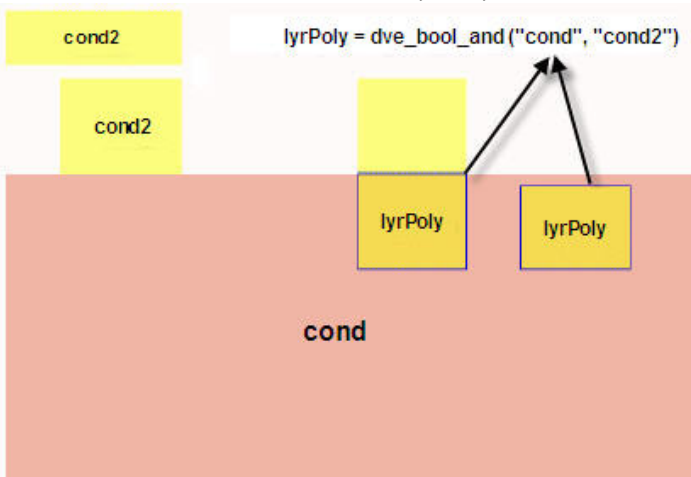 cond2
lyrPoly = dve_bool_and ("cond", "cond2")
cond2
lyrPoly
lyrPoly
cond